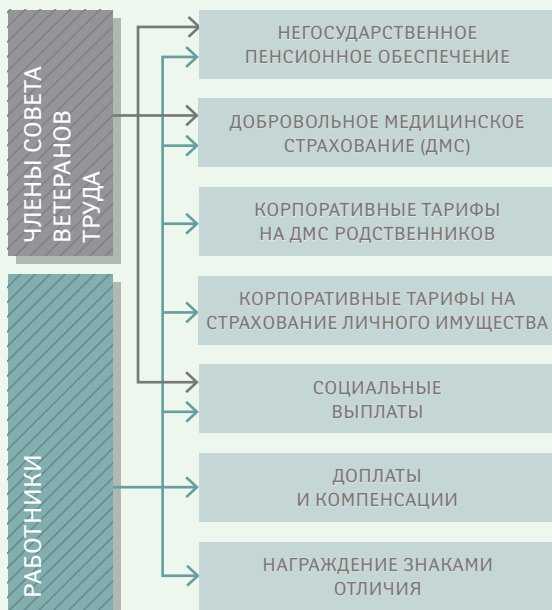 ЧЛЕНЫ СОВЕТА
ВЕТЕРАНОВ
ТРУДА
РАБОТНИКИ
НЕГОСУДАРСТВЕННОЕ
ПЕНСИОННОЕ ОБЕСПЕЧЕНИЕ
ДОБРОВОЛЬНОЕ МЕДИЦИНСКОЕ
СТРАХОВАНИЕ (ДМС)
КОРПОРАТИВНЫЕ ТАРИФЫ
НА ДМС РОДСТВЕННИКОВ
КОРПОРАТИВНЫЕ ТАРИФЫ НА
СТРАХОВАНИЕ ЛИЧНОГО ИМУЩЕСТВА
СОЦИАЛЬНЫЕ
ВЫПЛАТЫ
ДОПЛАТЫ
И КОМПЕНСАЦИИ
НАГРАЖДЕНИЕ ЗНАКАМИ
ОТЛИЧИЯ